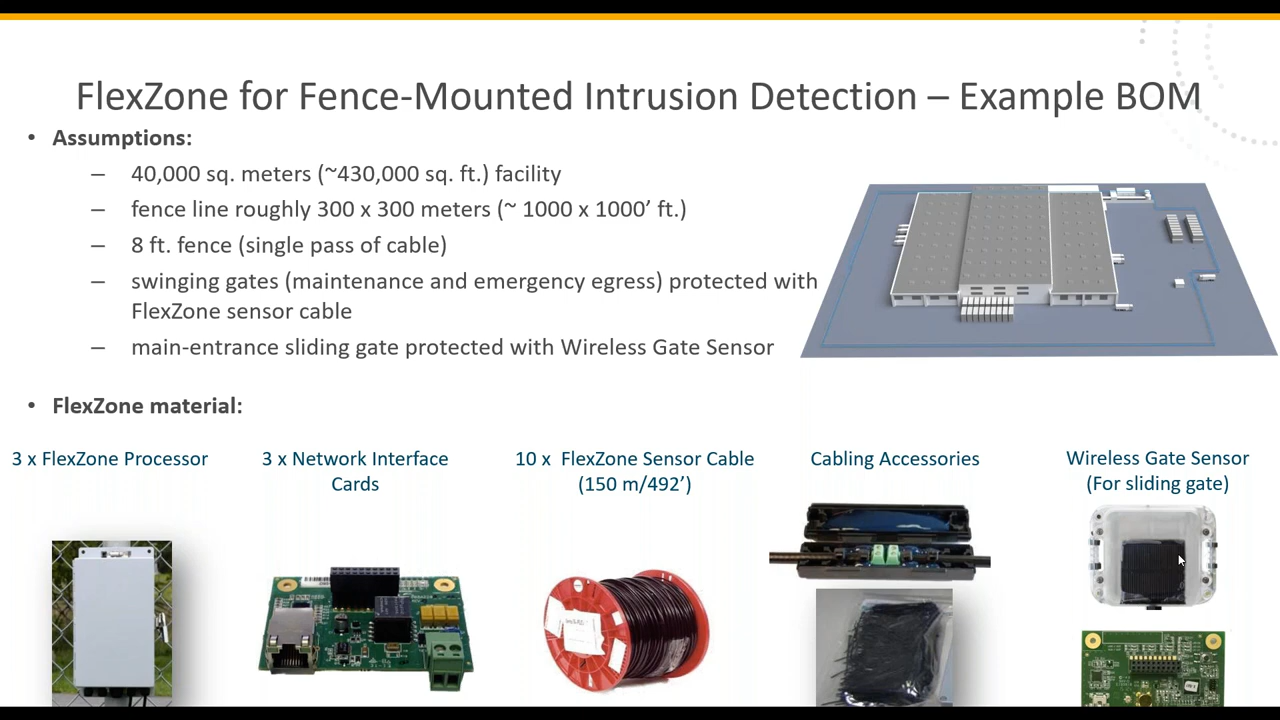 FlexZone for Fence-Mounted Intrusion Detection – Example BOM
• Assumptions:
– 40,000 sq. meters (~430,000 sq. ft.) facility
– fence line roughly 300 x 300 meters (~ 1000 x 1000’ ft.)
– 8 ft. fence (single pass of cable)
– swinging gates (maintenance and emergency egress) protected with
FlexZone sensor cable
– main-entrance sliding gate protected with Wireless Gate Sensor
• FlexZone material:
3 x FlexZone Processor
3 x Network Interface
Cards
10 x FlexZone Sensor Cable
(150 m/492’)
Cabling Accessories
Wireless Gate Sensor
(For sliding gate)